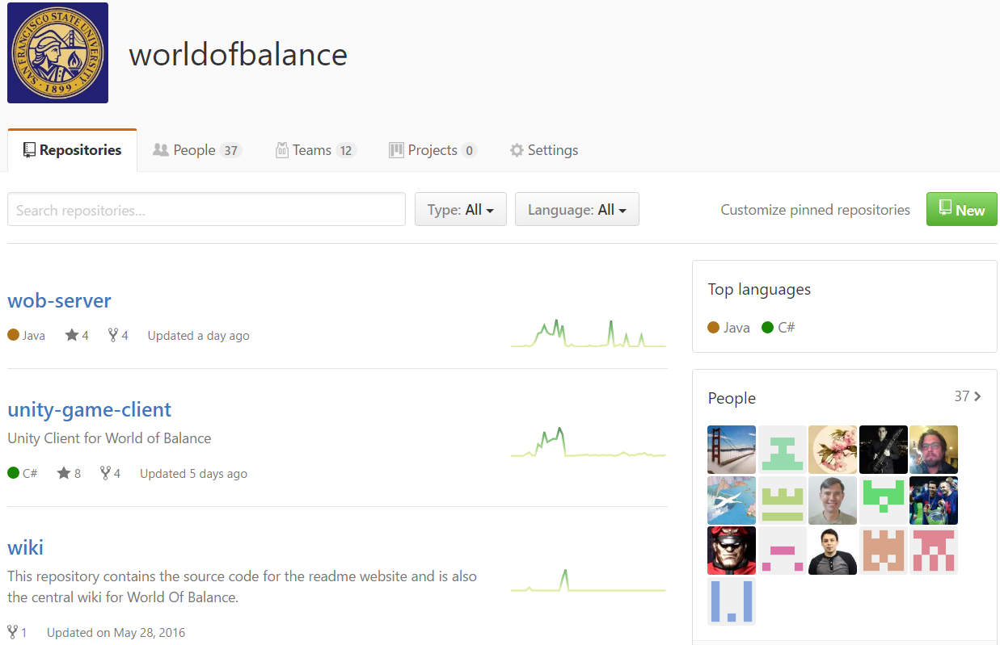 SAN FRANCISCO STATE UNIVERSITY
1899
worldofbalance
Repositories People 37 Teams 12 Projects 0 Settings
Search repositories... Type: All Language: All Customize pinned repositories New
wob-server
Java 4 4 Updated a day ago
unity-game-client
Unity Client for World of Balance
C# 8 4 Updated 5 days ago
wiki
This repository contains the source code for the readme website and is also
the central wiki for World Of Balance.
1 Updated on May 28, 2016
Top languages
Java C#
People 37